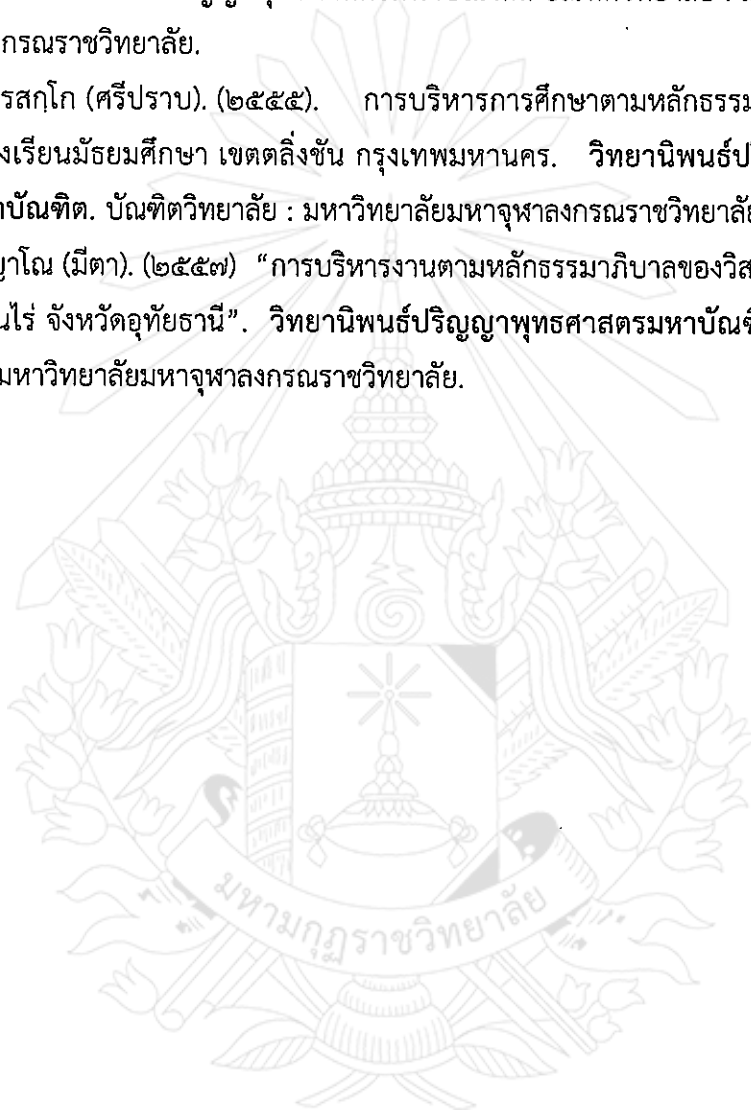 กรณราชวิทยาลัย.
รสกฺโก (ศรีปราบ). (๒๕๕๕). การบริหารการศึกษาตามหลักธรรม
งเรียนมัธยมศึกษา เขตตลิ่งชัน กรุงเทพมหานคร. วิทยานิพนธ์ป
าบัณฑิต. บัณฑิตวิทยาลัย : มหาวิทยาลัยมหาจุฬาลงกรณราชวิทยาลัย
ญาโณ (มีตา). (๒๕๕๗) “การบริหารงานตามหลักธรรมาภิบาลของวิส
นไร่ จังหวัดอุทัยธานี”. วิทยานิพนธ์ปริญญาพุทธศาสตรมหาบัณฑ
มหาวิทยาลัยมหาจุฬาลงกรณราชวิทยาลัย.
มหามกุฏราชวิทยาลัย